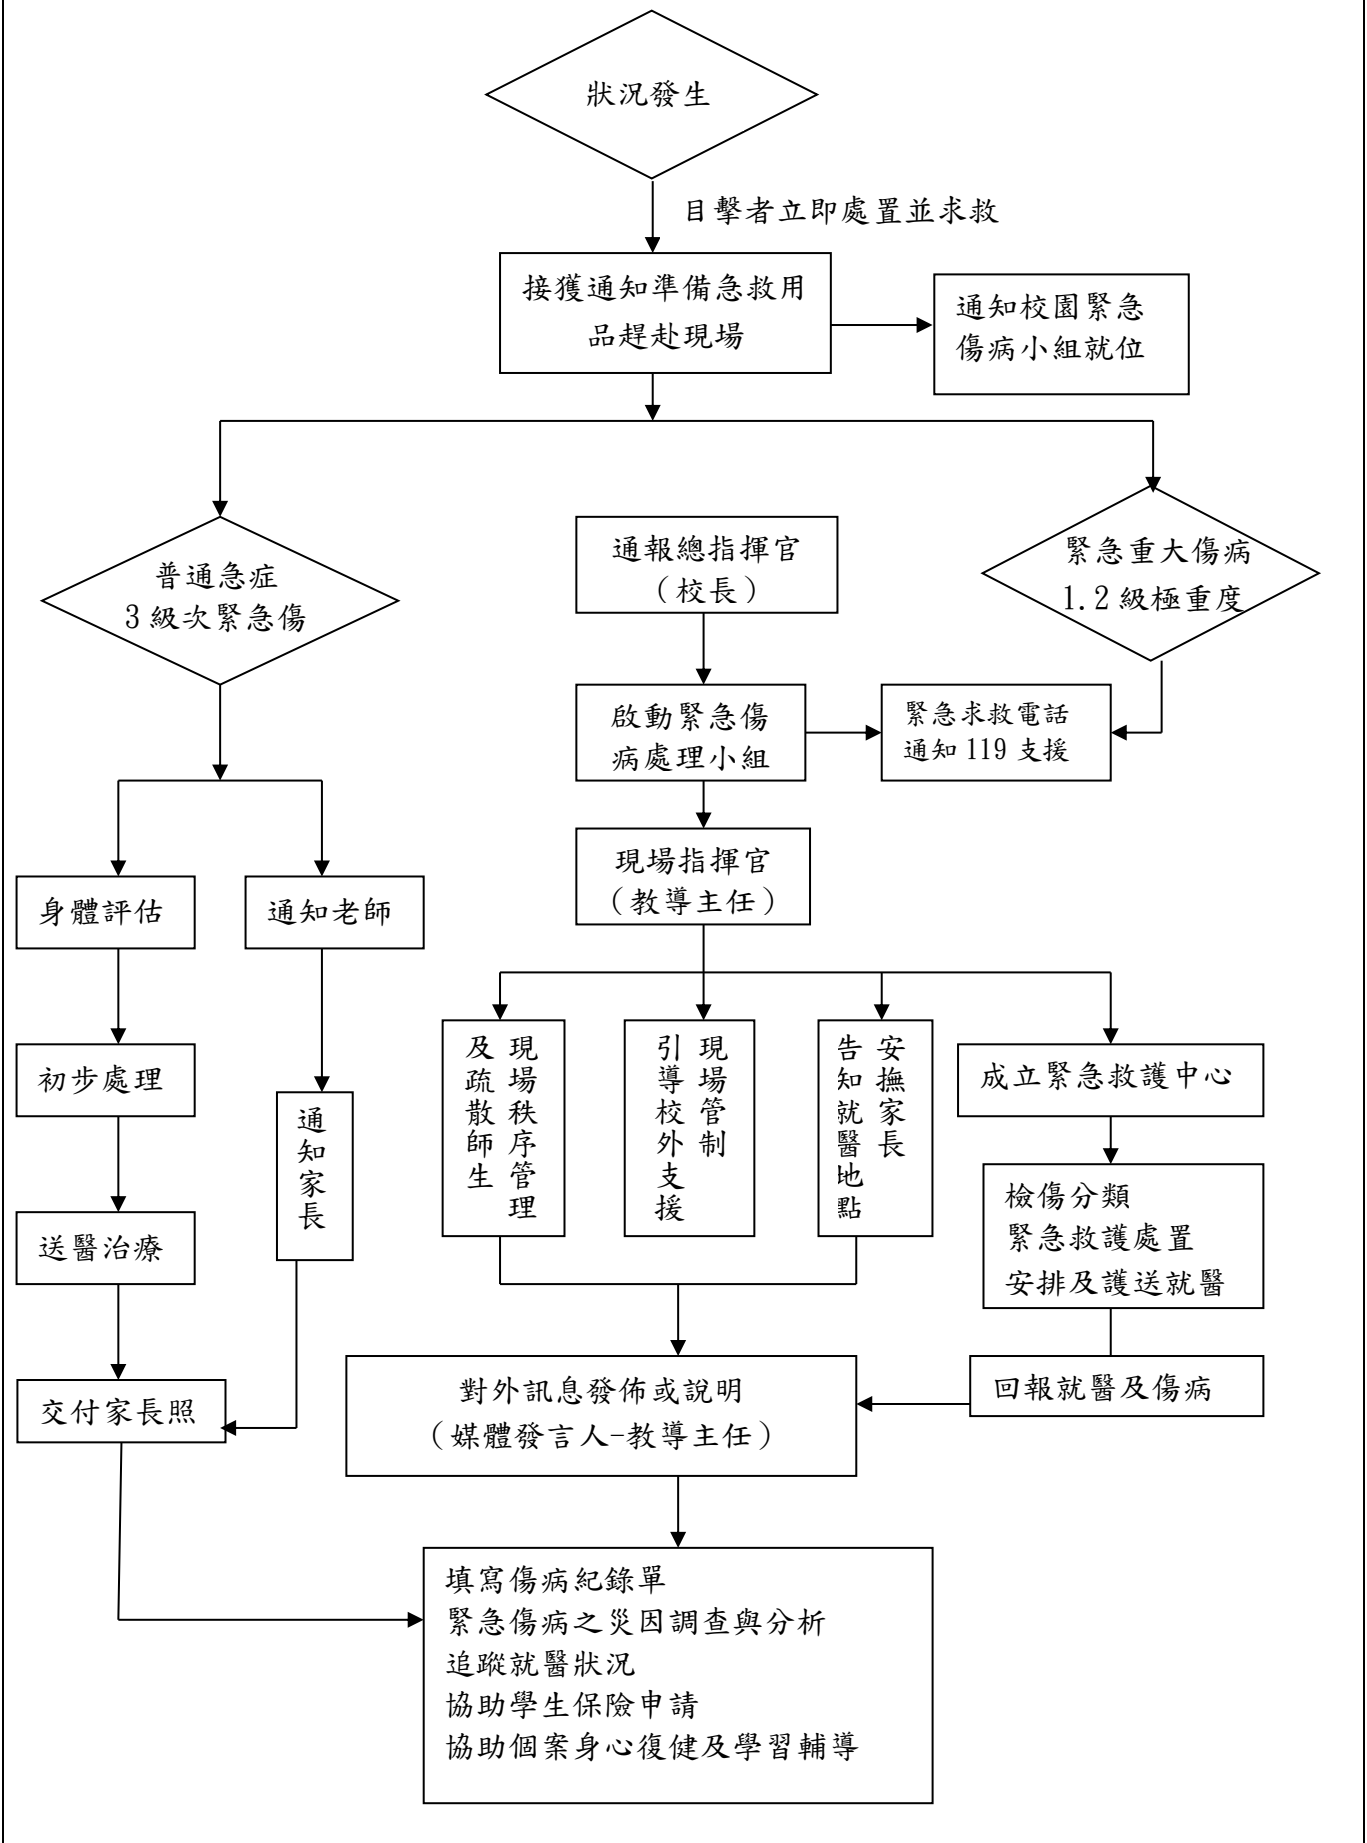 狀況發生
目擊者立即處置並求救
接獲通知準備急救用
品趕赴現場
通知校園緊急
傷病小組就位
普通急症
3級次緊急傷
通報總指揮官
（校長）
緊急重大傷病
1.2級極重度
啟動緊急傷
病處理小組
緊急求救電話
通知119支援
現場指揮官
（教導主任）
身體評估
通知老師
初步處理
通知家長
送醫治療
交付家長照
現場秩序管理
及疏散師生
現場管制
引導校外支援
安撫家長
告知就醫地點
成立緊急救護中心
檢傷分類
緊急救護處置
安排及護送就醫
回報就醫及傷病
對外訊息發佈或說明
（媒體發言人-教導主任）
填寫傷病紀錄單
緊急傷病之災因調查與分析
追蹤就醫狀況
協助學生保險申請
協助個案身心復健及學習輔導